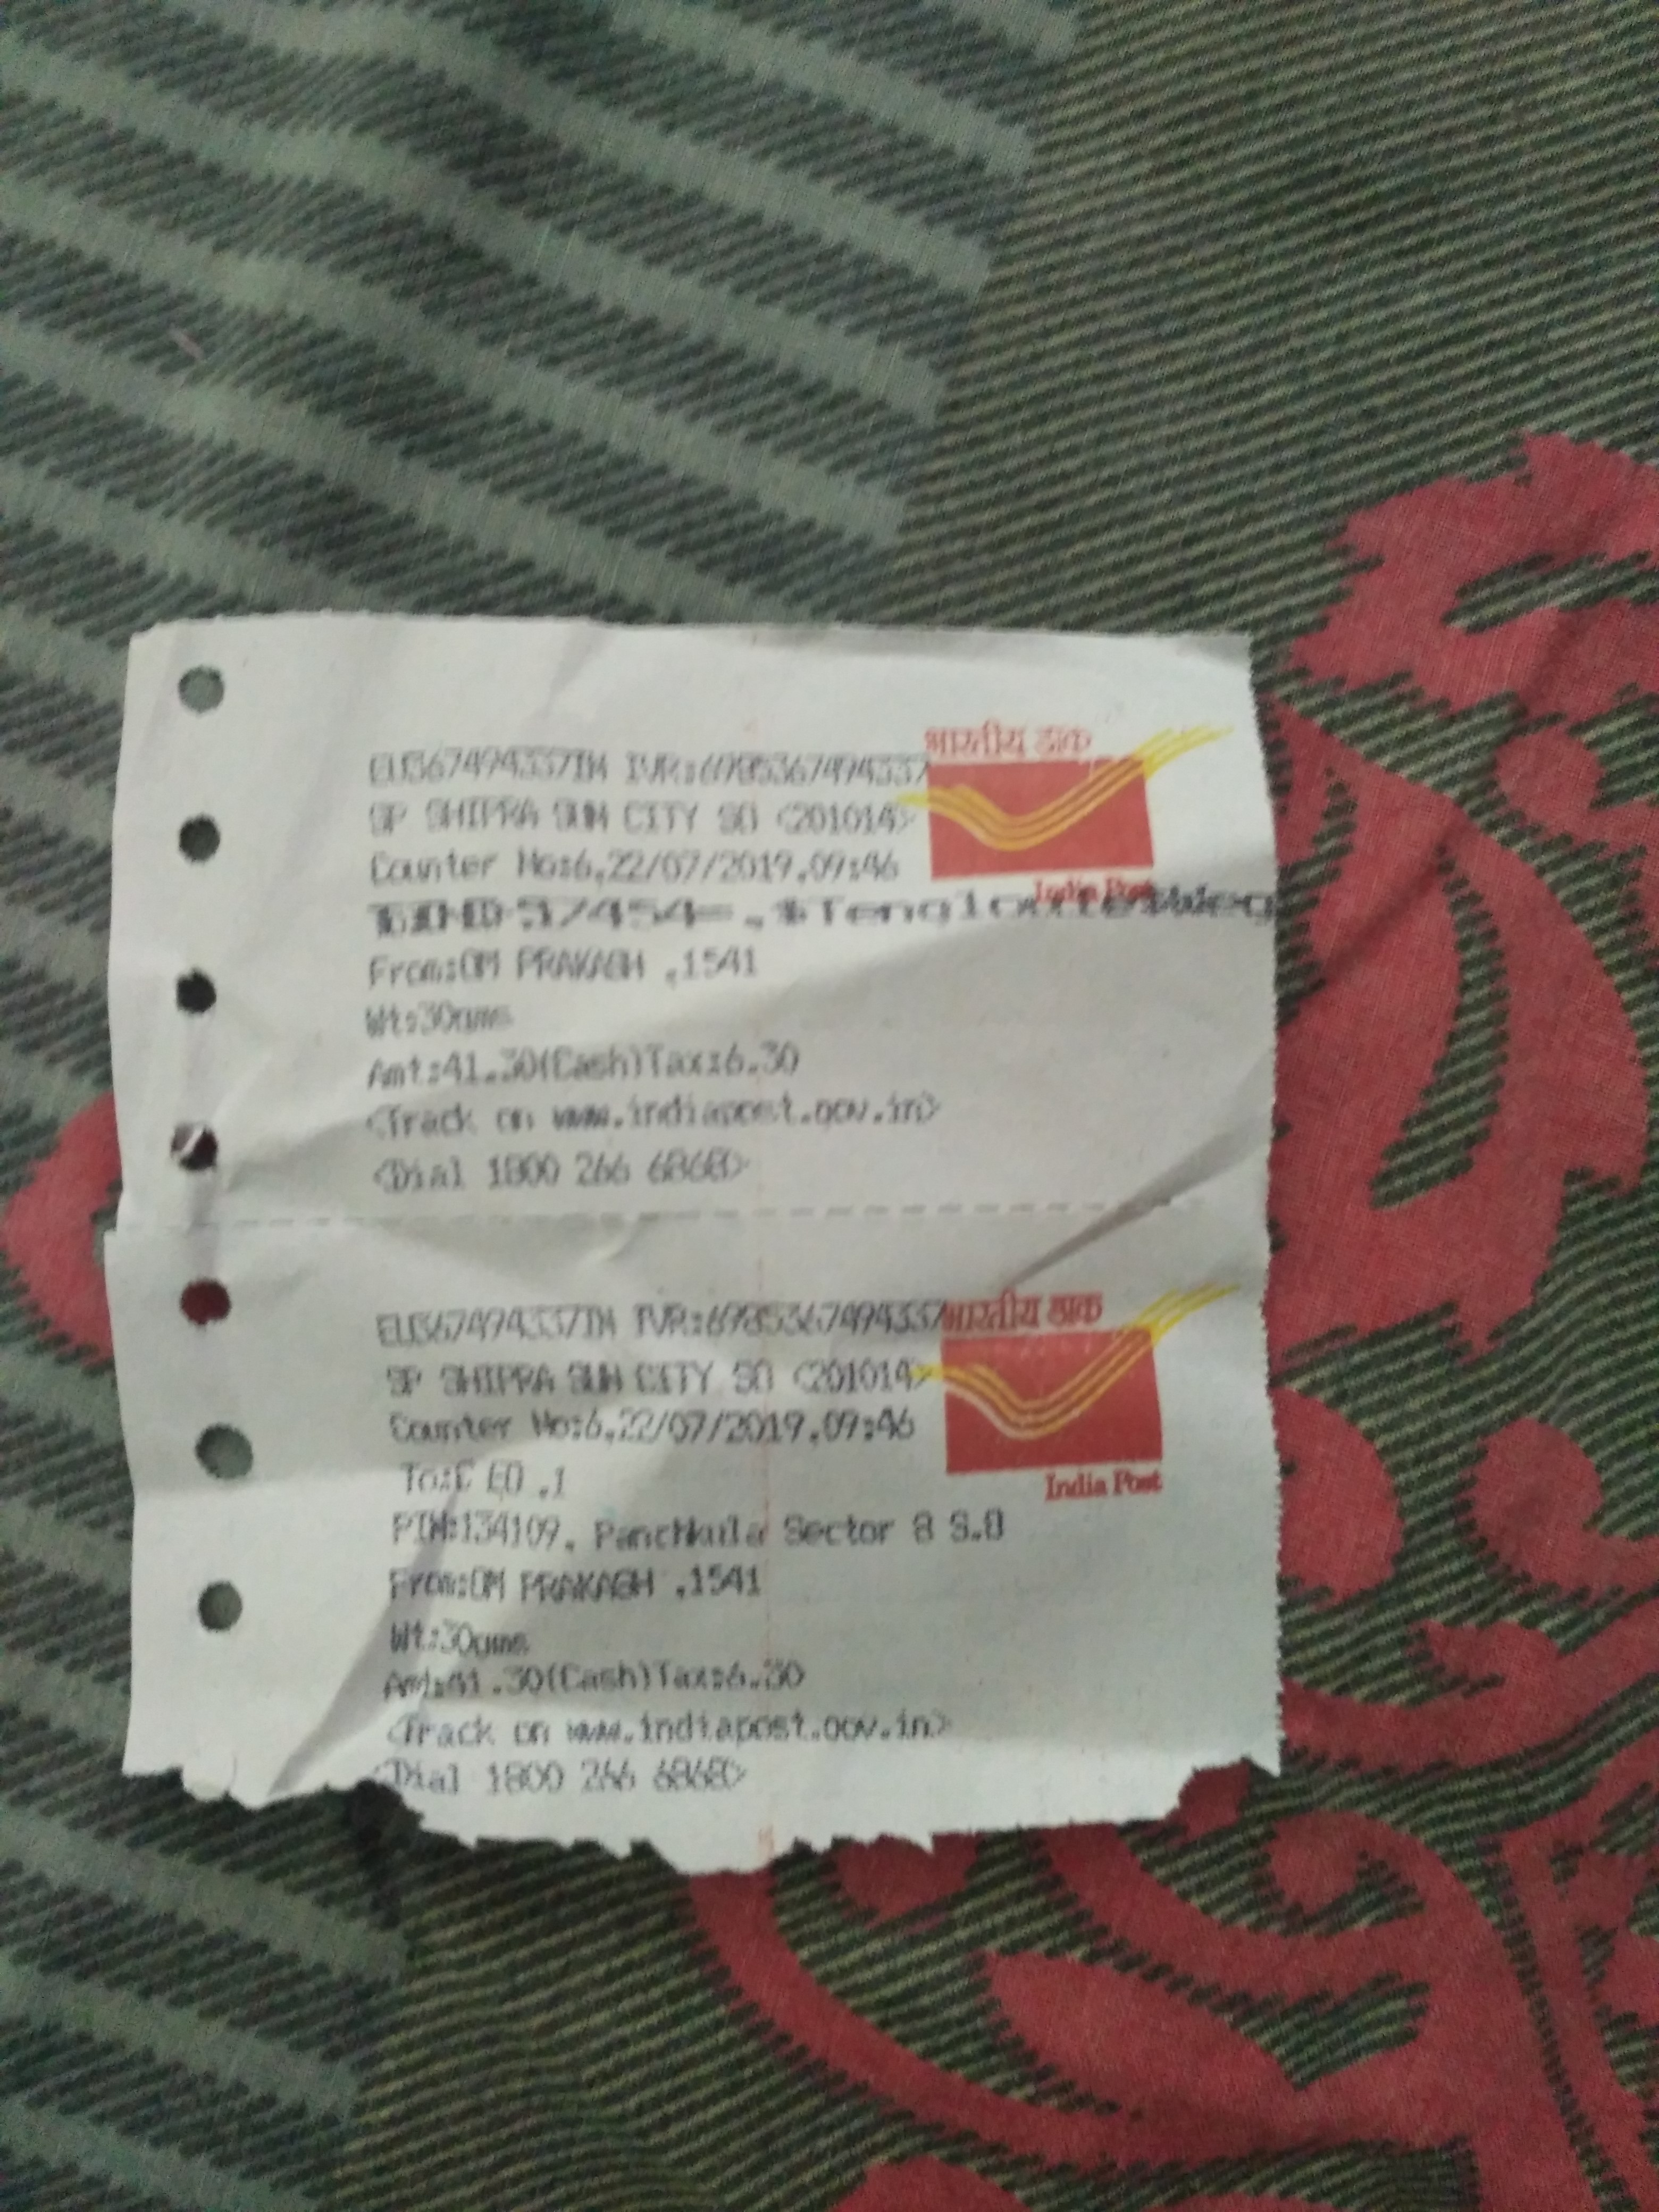 भारतीय डाक
EU367494337IN IVR:6985367494337
SP SHIPRA SUN CITY SO <201014>
Counter No:6,22/07/2019,09:46
India Post
From:OM PRAKASH ,1541
Wt:30gms
Amt:41.30(Cash)Tax:6.30
<Track on www.indiapost.gov.in>
<Dial 1800 266 6868>
भारतीय डाक
EU367494337IN IVR:6985367494337
SP SHIPRA SUN CITY SO <201014>
Counter No:6,22/07/2019,09:46
To:C EO ,1
India Post
PIN:134109, Panchkula Sector 8 S.O
From:OM PRAKASH ,1541
Wt:30gms
Amt:41.30(Cash)Tax:6.30
<Track on www.indiapost.gov.in>
<Dial 1800 266 6868>